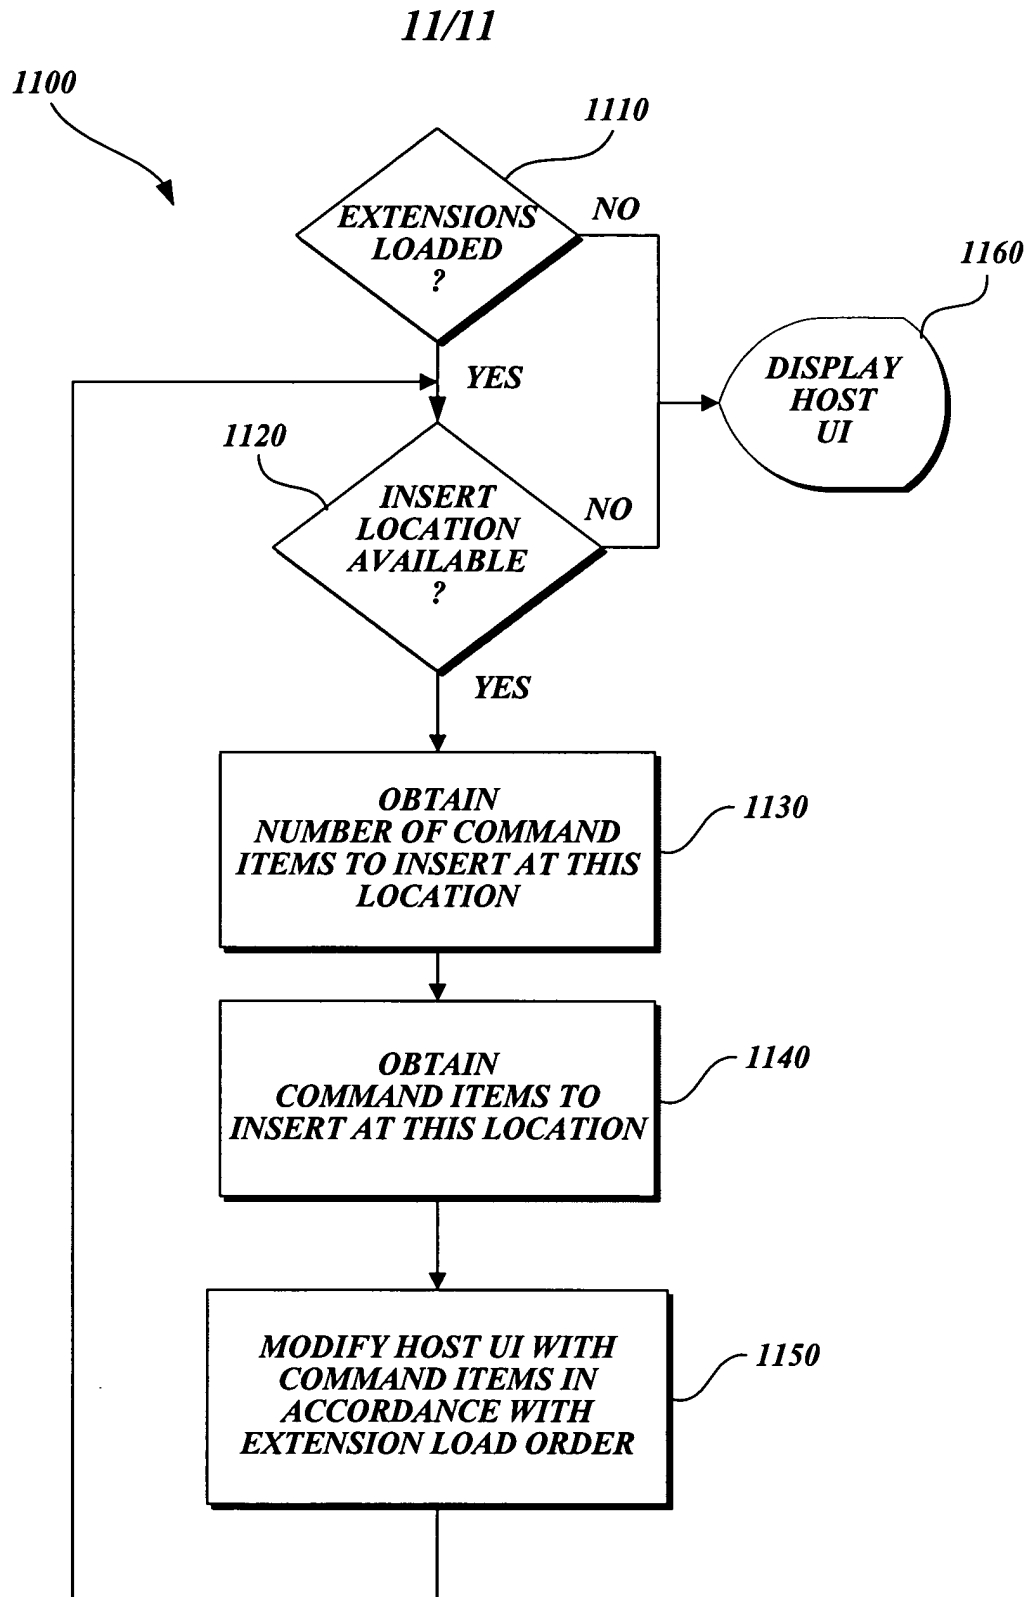 11/11
1100
1110
EXTENSIONS
LOADED
?
NO
YES
1160
DISPLAY
HOST
UI
1120
INSERT
LOCATION
AVAILABLE
?
NO
YES
OBTAIN
NUMBER OF COMMAND
ITEMS TO INSERT AT THIS
LOCATION
1130
OBTAIN
COMMAND ITEMS TO
INSERT AT THIS LOCATION
1140
MODIFY HOST UI WITH
COMMAND ITEMS IN
ACCORDANCE WITH
EXTENSION LOAD ORDER
1150